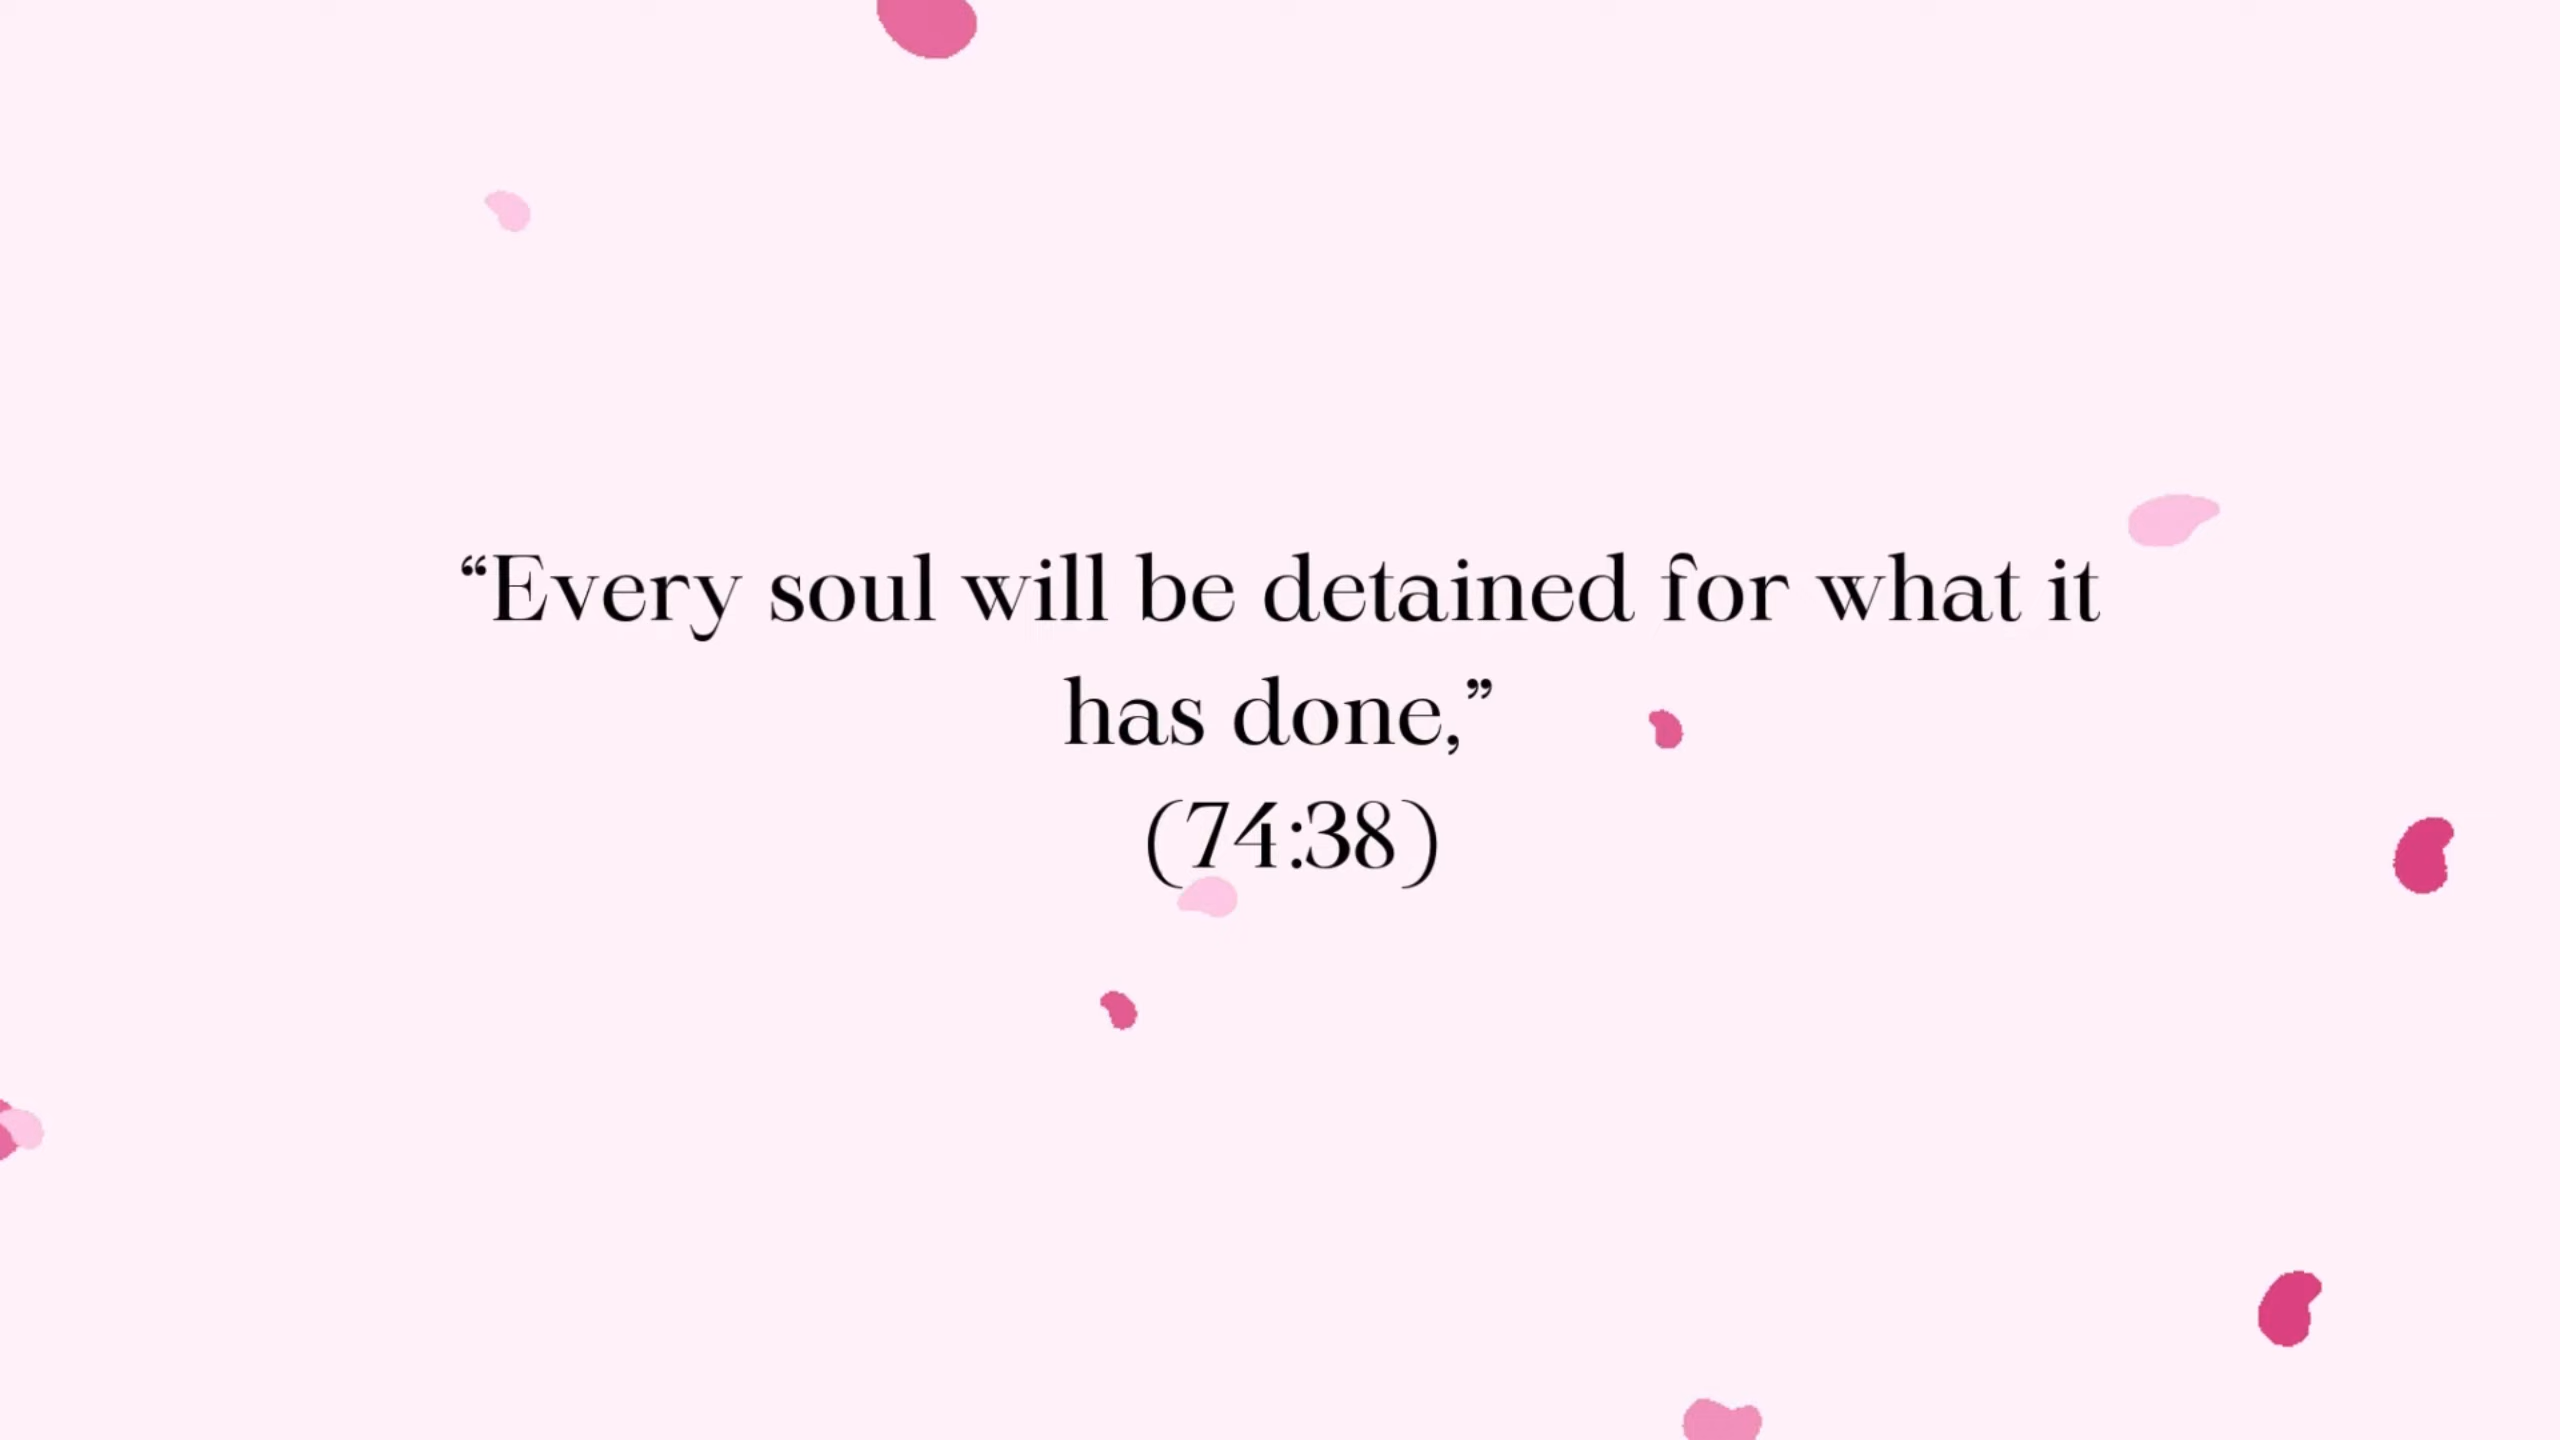 “Every soul will be detained for what it
has done,”
(74:38)